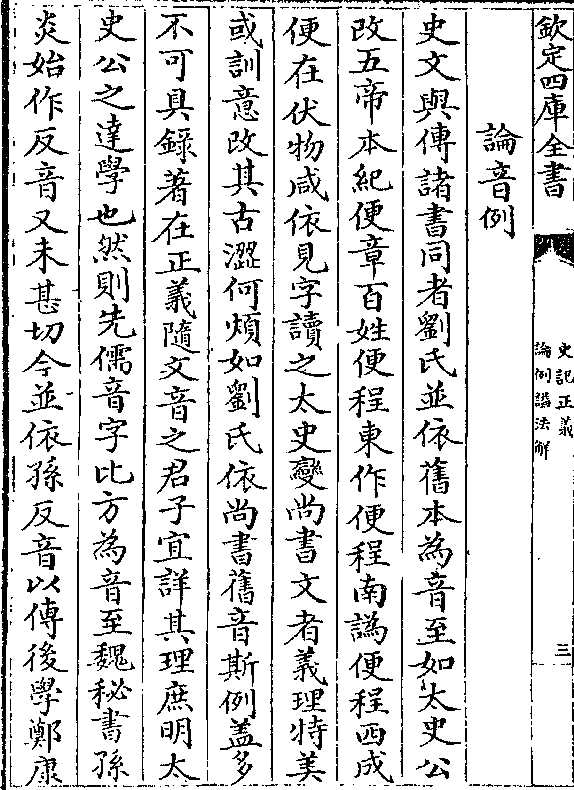 欽定四庫全書
史記正義
論例諡法解
三
論音例
史文與傳諸書同者劉氏並依舊本為音至如太史公
改五帝本紀便章百姓便程東作便程南譌便程西成
便在伏物咸依見字讀之太史變尚書文者義理特美
或訓意改其古澀何煩如劉氏依尚書舊音斯例蓋多
不可具錄著在正義隨文音之君子宜詳其理庶明太
史公之達學也然則先儒音字比方為音至魏秘書孫
炎始作反音又未甚切今並依孫反音以傳後學鄭康